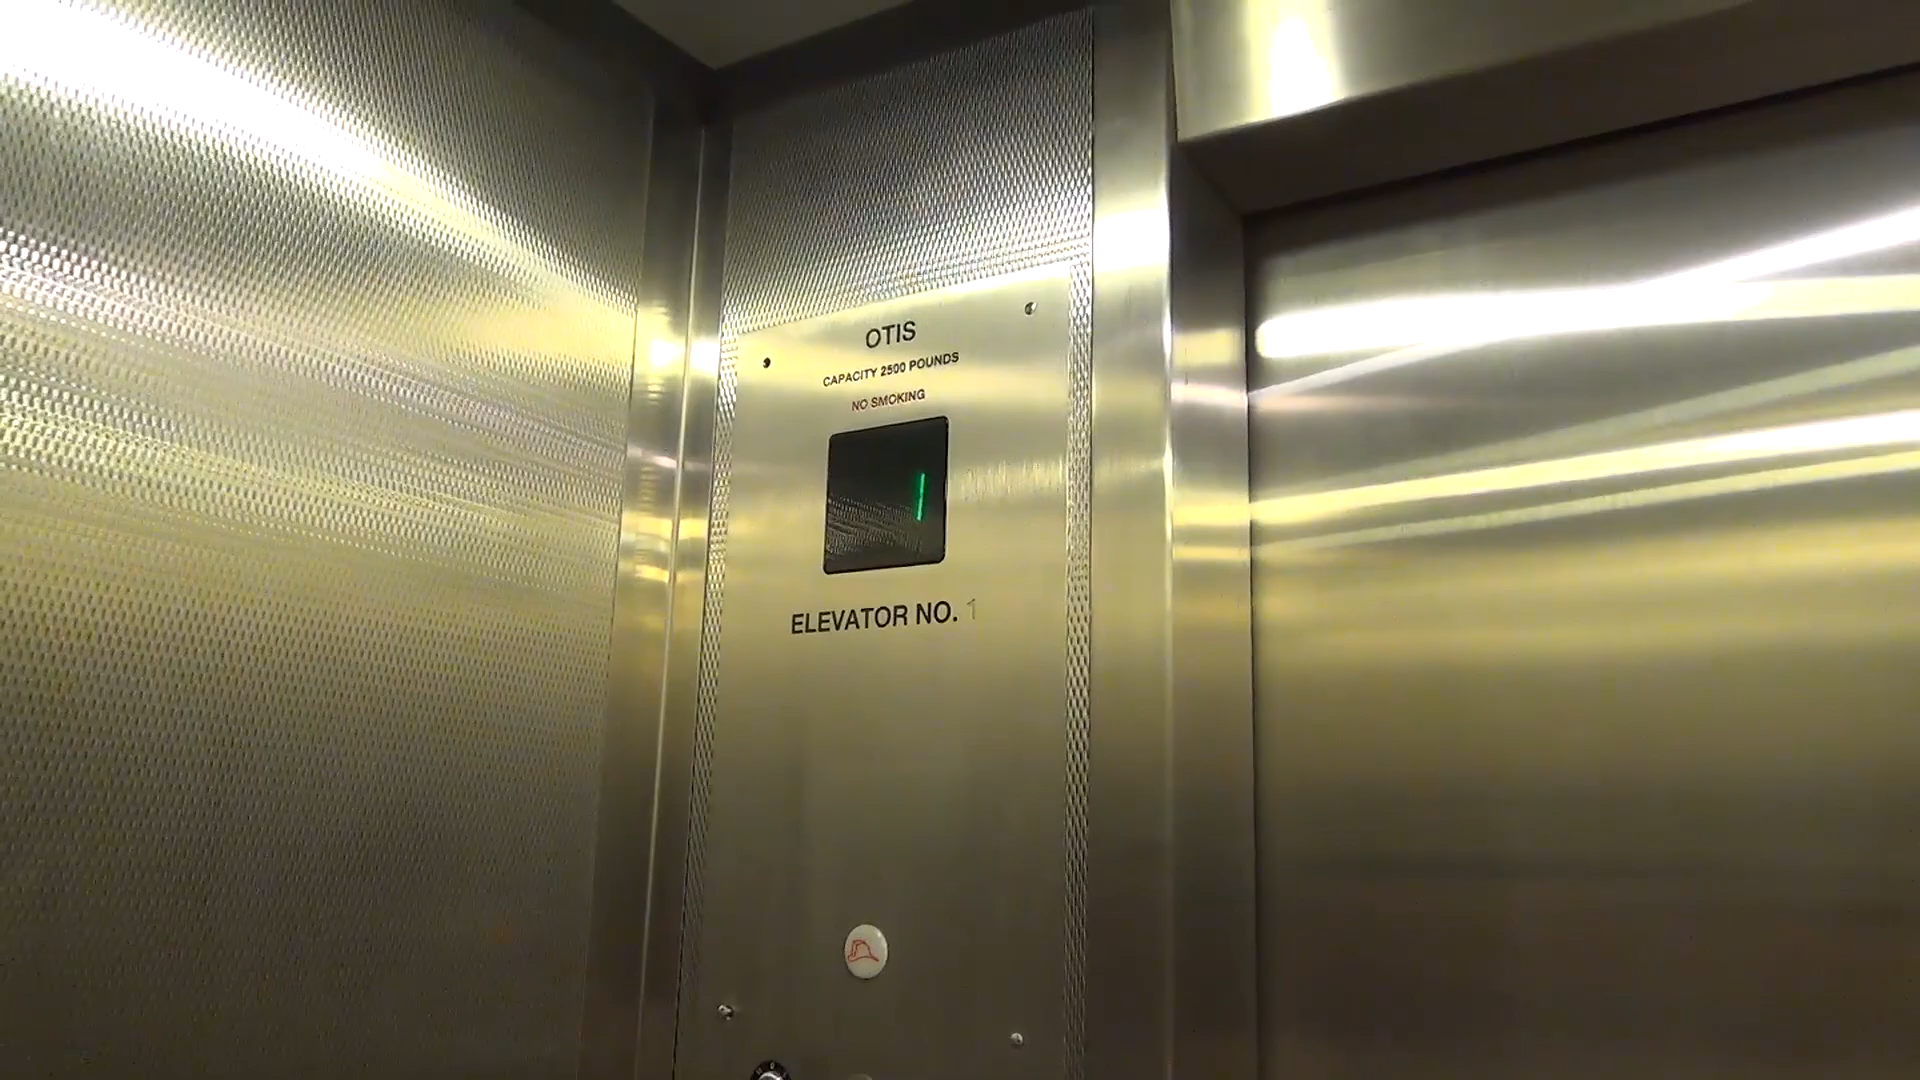 OTIS
CAPACITY 2500 POUNDS
NO SMOKING
1
ELEVATOR NO. 1